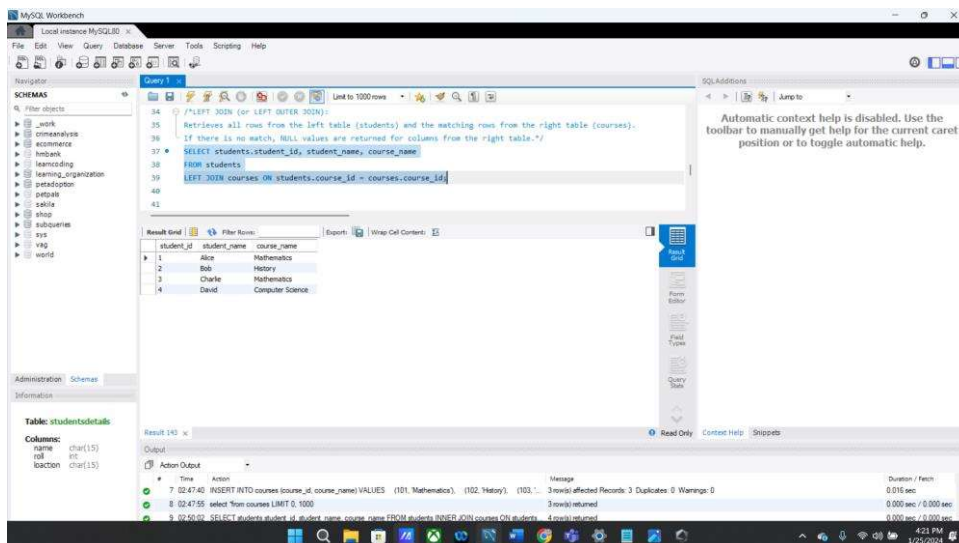 MySQL Workbench
Local instance MySQL80 ×
File Edit View Query Database Server Tools Scripting Help
Navigator
SCHEMAS
Filter objects
_work
crimeanalysis
ecommerce
hmbank
learncoding
learning_organization
petadoption
petpals
sakila
shop
subqueries
sys
vag
world
Administration Schemas
Information
Table: studentsdetails
Columns:
name char(15)
roll int
loaction char(15)
Query 1 ×
Limit to 1000 rows
34 /*LEFT JOIN (or LEFT OUTER JOIN):
35 Retrieves all rows from the left table (students) and the matching rows from the right table (courses).
36 If there is no match, NULL values are returned for columns from the right table.*/
37 SELECT students.student_id, student_name, course_name
38 FROM students
39 LEFT JOIN courses ON students.course_id = courses.course_id;
40
41
Result Grid Filter Rows: Export: Wrap Cell Content:
student_id student_name course_name
1 Alice Mathematics
2 Bob History
3 Charlie Mathematics
4 David Computer Science
Result Grid
Form Editor
Field Types
Query Stats
Result 140 ×
Read Only
SQLAdditions
Jump to
Automatic context help is disabled. Use the
toolbar to manually get help for the current caret
position or to toggle automatic help.
Context Help Snippets
Output
Action Output
# Time Action Message Duration / Fetch
7 02:47:40 INSERT INTO courses (course_id, course_name) VALUES (101, 'Mathematics'), (102, 'History'), (103, '... 3 row(s) affected Records: 3 Duplicates: 0 Warnings: 0 0.016 sec
8 02:47:55 select *from courses LIMIT 0, 1000 3 row(s) returned 0.000 sec / 0.000 sec
9 02:50:02 SELECT students.student_id, student_name, course_name FROM students INNER JOIN courses ON students... 4 row(s) returned 0.000 sec / 0.000 sec
4:21 PM
1/25/2024